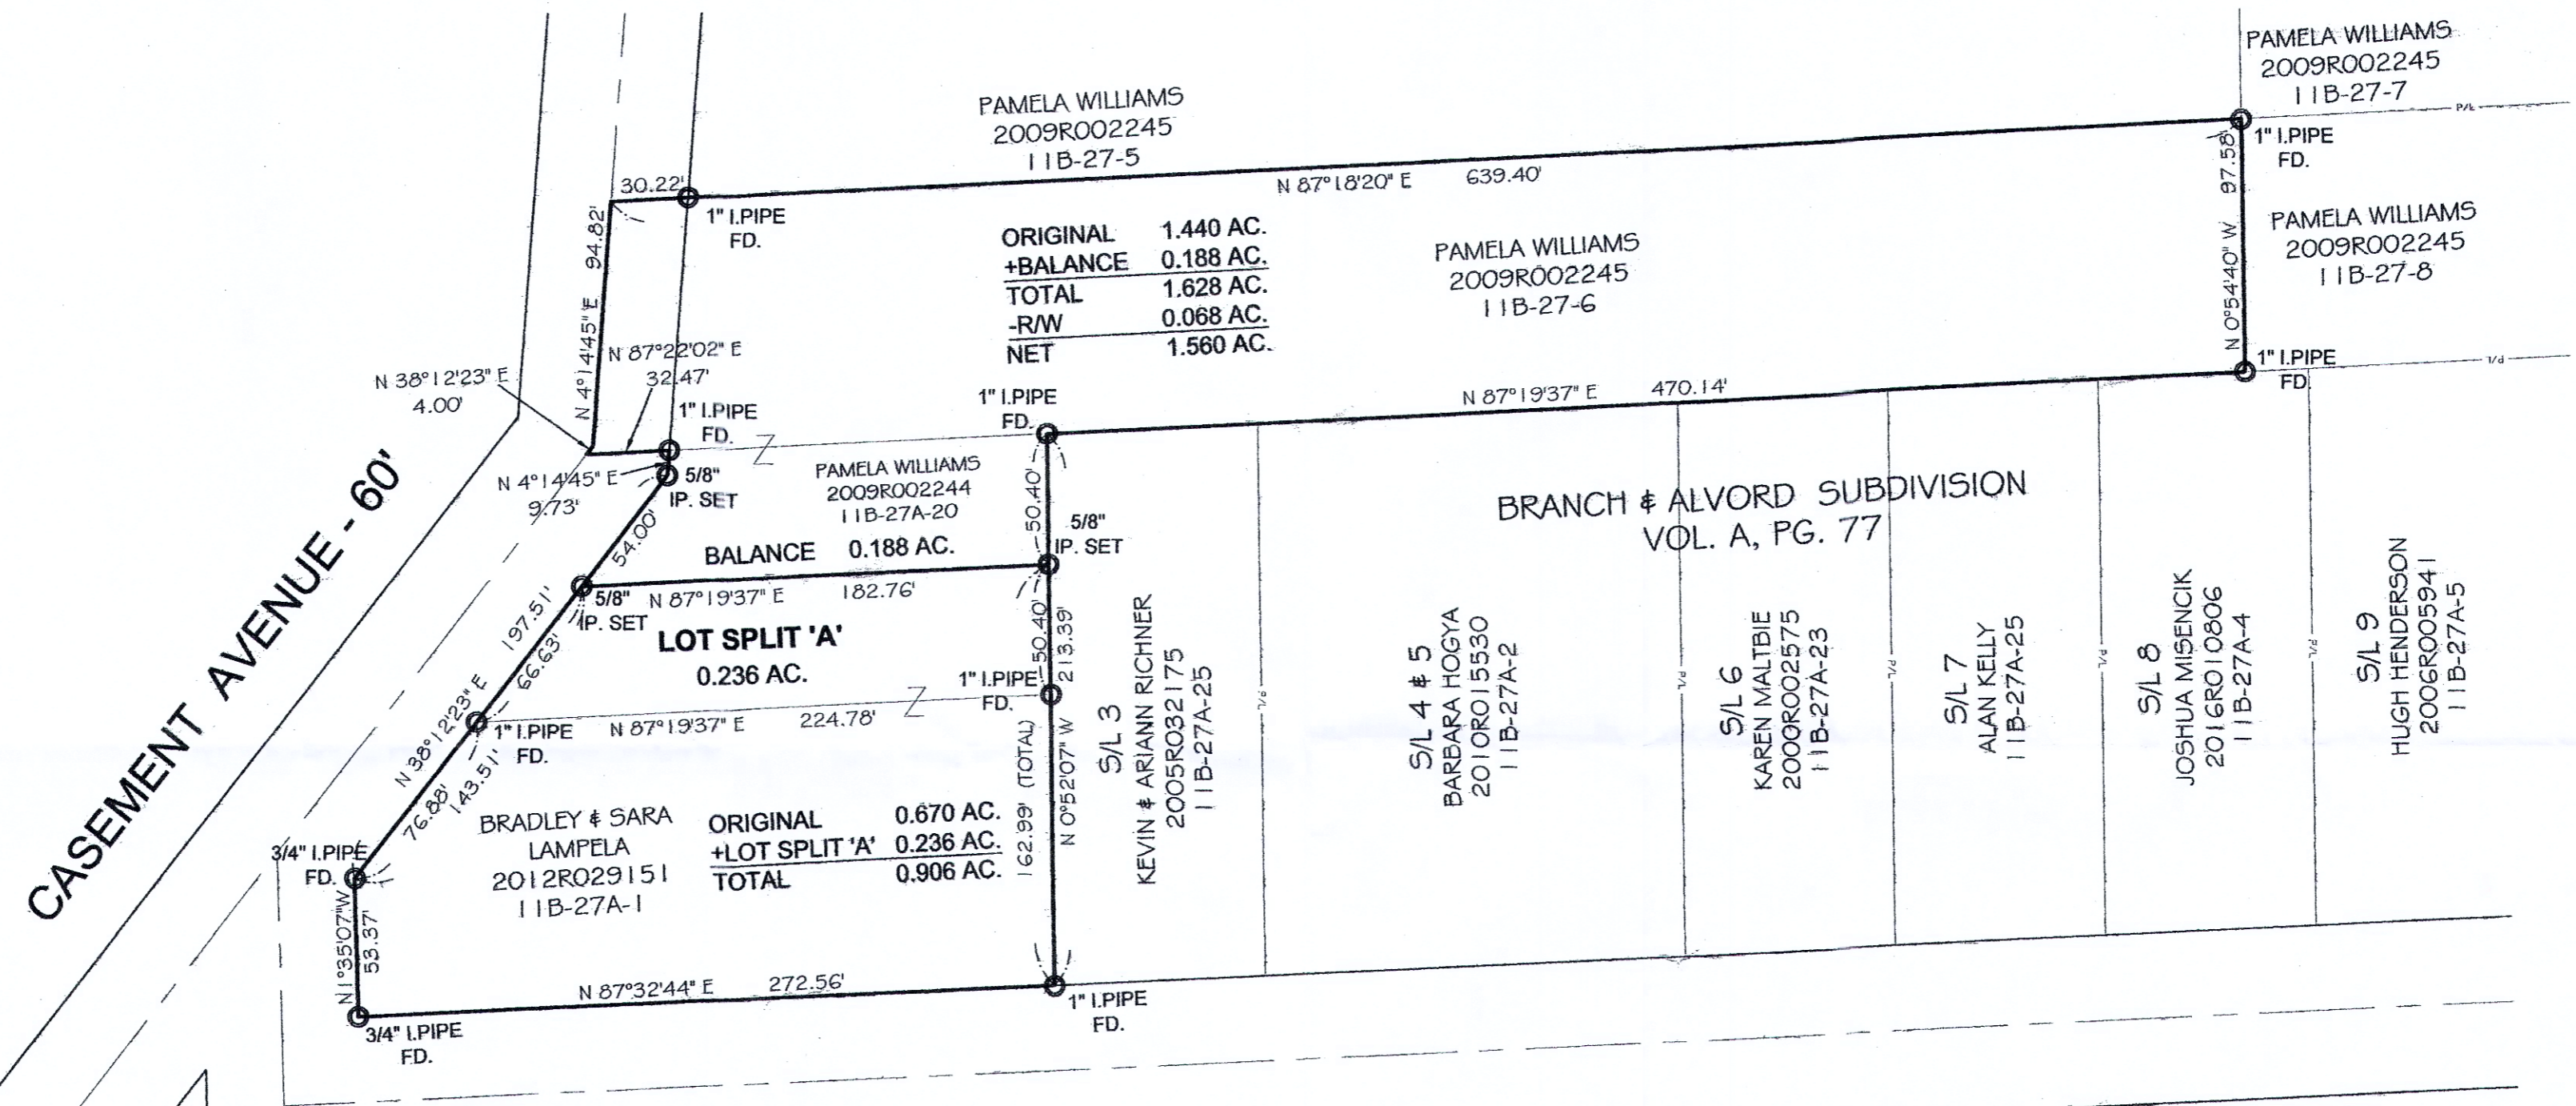 PAMELA WILLIAMS
2009R002245
11B-27-7
P/L
1" I.PIPE
FD.
PAMELA WILLIAMS
2009R002245
11B-27-5
30.22'
1" I.PIPE
FD.
N 87°18'20" E 639.40'
97.58'
N 0°54'40" W
PAMELA WILLIAMS
2009R002245
11B-27-8
1" I.PIPE
FD.
P/L
ORIGINAL 1.440 AC.
+BALANCE 0.188 AC.
TOTAL 1.628 AC.
-R/W 0.068 AC.
NET 1.560 AC.
PAMELA WILLIAMS
2009R002245
11B-27-6
94.82'
N 4°14'45" E
N 87°22'02" E
32.47'
N 38°12'23" E
4.00'
1" I.PIPE
FD.
1" I.PIPE
FD.
N 87°19'37" E 470.14'
N 4°14'45" E
9.73'
5/8"
IP. SET
PAMELA WILLIAMS
2009R002244
11B-27A-20
50.40'
5/8"
IP. SET
BRANCH & ALVORD SUBDIVISION
VOL. A, PG. 77
CASEMENT AVENUE - 60'
54.00'
BALANCE 0.188 AC.
5/8"
IP. SET
N 87°19'37" E 182.76'
197.51'
66.63'
LOT SPLIT 'A'
0.236 AC.
50.40'
213.39'
1" I.PIPE
FD.
N 38°12'23" E
1" I.PIPE
FD.
N 87°19'37" E 224.78'
76.88'
143.51'
162.99' (TOTAL)
N 0°52'07" W
BRADLEY & SARA
LAMPELA
2012R029151
11B-27A-1
ORIGINAL 0.670 AC.
+LOT SPLIT 'A' 0.236 AC.
TOTAL 0.906 AC.
3/4" I.PIPE
FD.
N 1°35'07" W
53.37'
N 87°32'44" E 272.56'
3/4" I.PIPE
FD.
1" I.PIPE
FD.
S/L 3
KEVIN & ARIANN RICHNER
2005R032175
11B-27A-25
P/L
S/L 4 & 5
BARBARA HOGYA
2010R015530
11B-27A-2
P/L
S/L 6
KAREN MALTBIE
2000R002575
11B-27A-23
P/L
S/L 7
ALAN KELLY
11B-27A-25
P/L
S/L 8
JOSHUA MISENCIK
2016R010806
11B-27A-4
P/L
S/L 9
HUGH HENDERSON
2006R005941
11B-27A-5